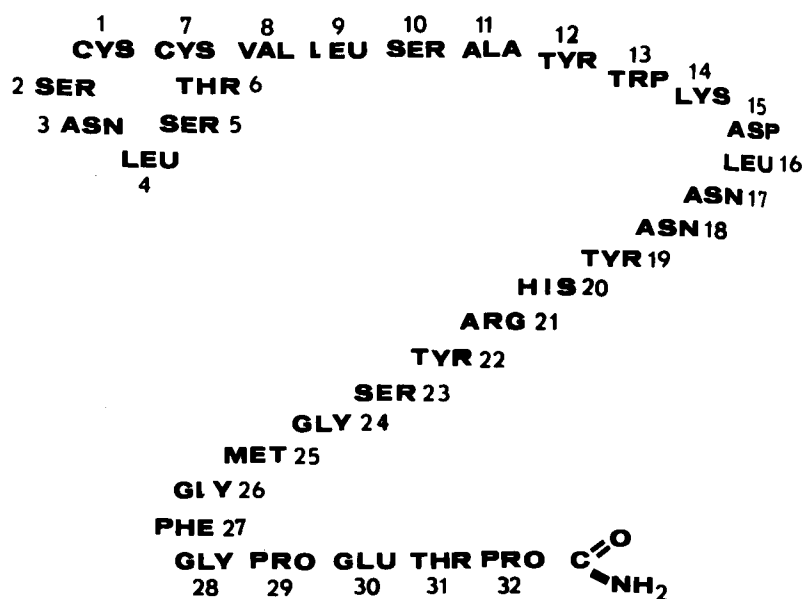 1 7 8 9 10 11 12 13 14
CYS CYS VAL LEU SER ALA TYR TRP LYS
2 SER THR 6 15
3 ASN SER 5 ASP
LEU LEU 16
4
ASN 17
ASN 18
TYR 19
HIS 20
ARG 21
TYR 22
SER 23
GLY 24
MET 25
GLY 26
PHE 27
GLY PRO GLU THR PRO C O
28 29 30 31 32 NH2